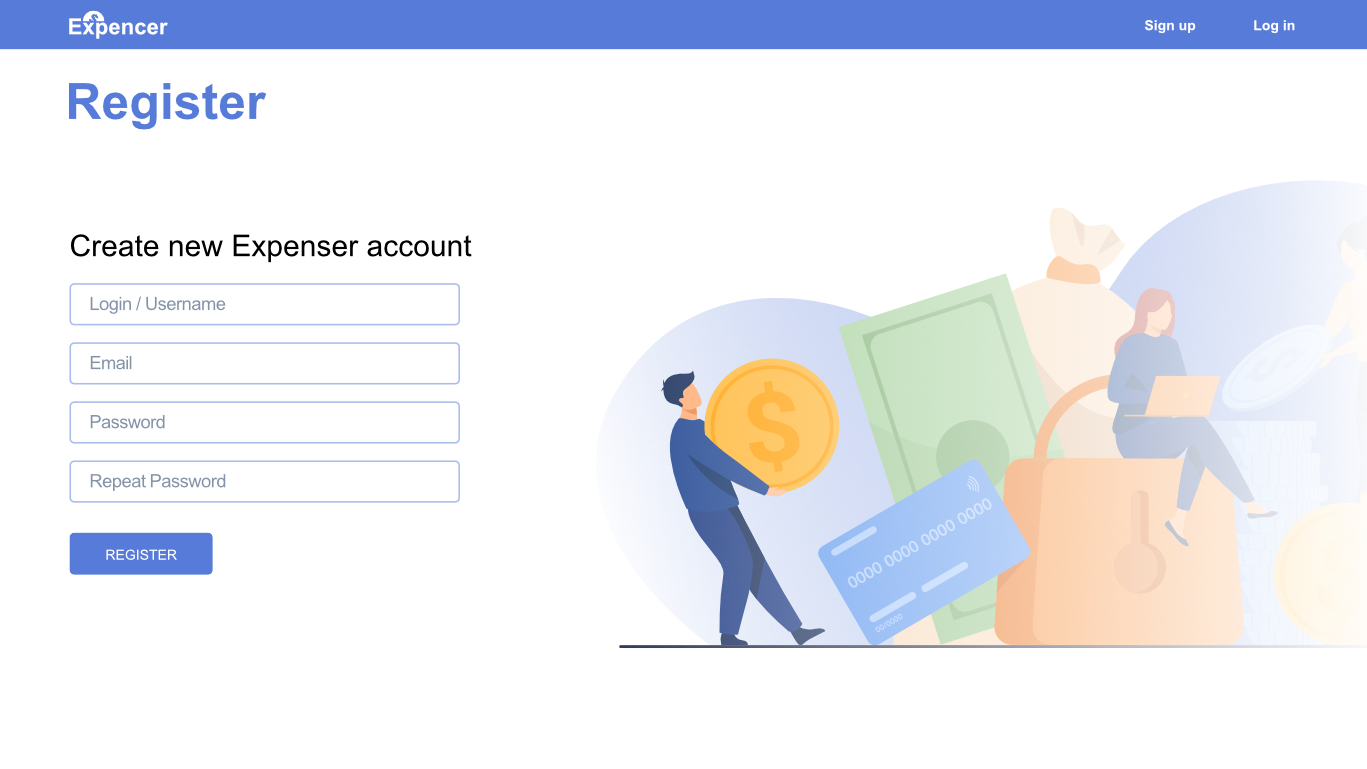 Expencer
Sign up
Log in
Register
Create new Expenser account
Login / Username
Email
Password
Repeat Password
REGISTER
$
0000 0000 0000 0000
00/0000